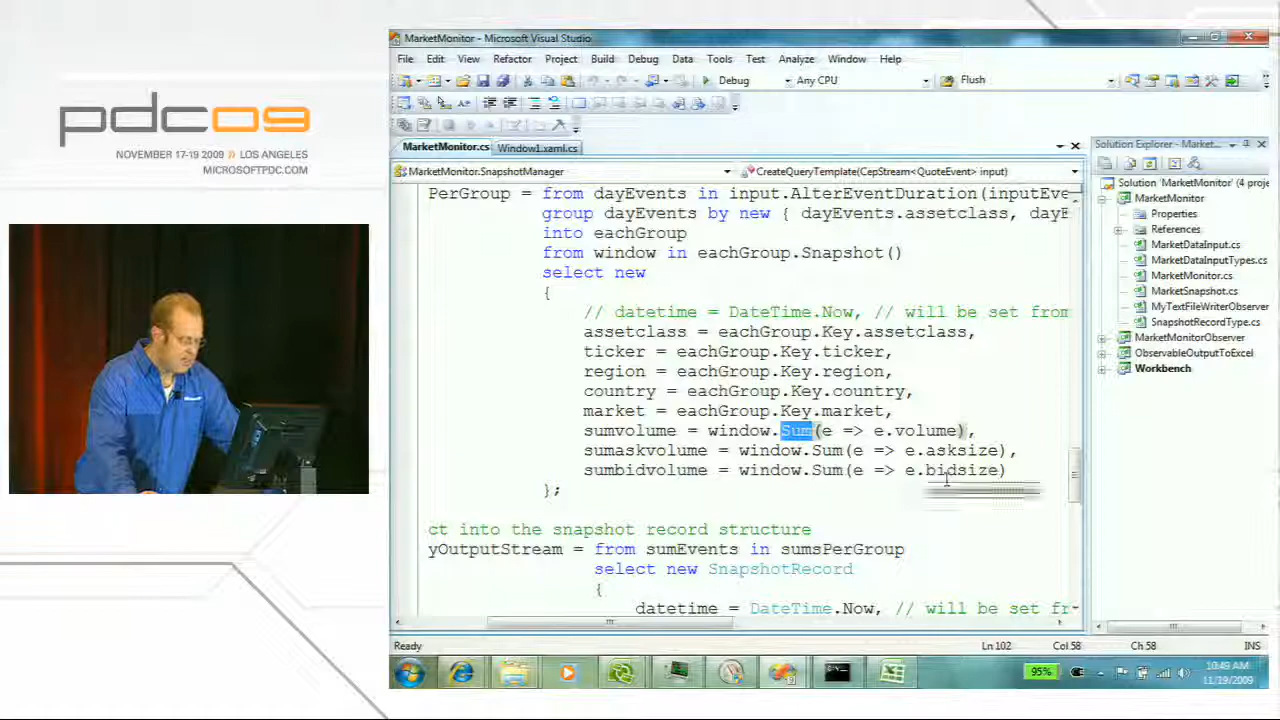 pdc09
NOVEMBER 17-19 2009 » LOS ANGELES
MICROSOFTPDC.COM
MarketMonitor - Microsoft Visual Studio
File Edit View Refactor Project Build Debug Data Tools Test Analyze Window Help
Debug Any CPU Flush
MarketMonitor.cs Window1.xaml.cs
MarketMonitor.SnapshotManager CreateQueryTemplate(CepStream<QuoteEvent> input)
PerGroup = from dayEvents in input.AlterEventDuration(inputEve
group dayEvents by new { dayEvents.assetclass, dayE
into eachGroup
from window in eachGroup.Snapshot()
select new
{
// datetime = DateTime.Now, // will be set from
assetclass = eachGroup.Key.assetclass,
ticker = eachGroup.Key.ticker,
region = eachGroup.Key.region,
country = eachGroup.Key.country,
market = eachGroup.Key.market,
sumvolume = window.Sum(e => e.volume),
sumaskvolume = window.Sum(e => e.asksize),
sumbidvolume = window.Sum(e => e.bidsize)
};
ct into the snapshot record structure
yOutputStream = from sumEvents in sumsPerGroup
select new SnapshotRecord
{
datetime = DateTime.Now, // will be set fr
Solution Explorer - Market...
Solution 'MarketMonitor' (4 proje
MarketMonitor
Properties
References
MarketDataInput.cs
MarketDataInputTypes.cs
MarketMonitor.cs
MarketSnapshot.cs
MyTextFileWriterObserver
SnapshotRecordType.cs
MarketMonitorObserver
ObservableOutputToExcel
Workbench
Ready Ln 102 Col 58 Ch 58 INS
95% 10:49 AM
11/19/2009